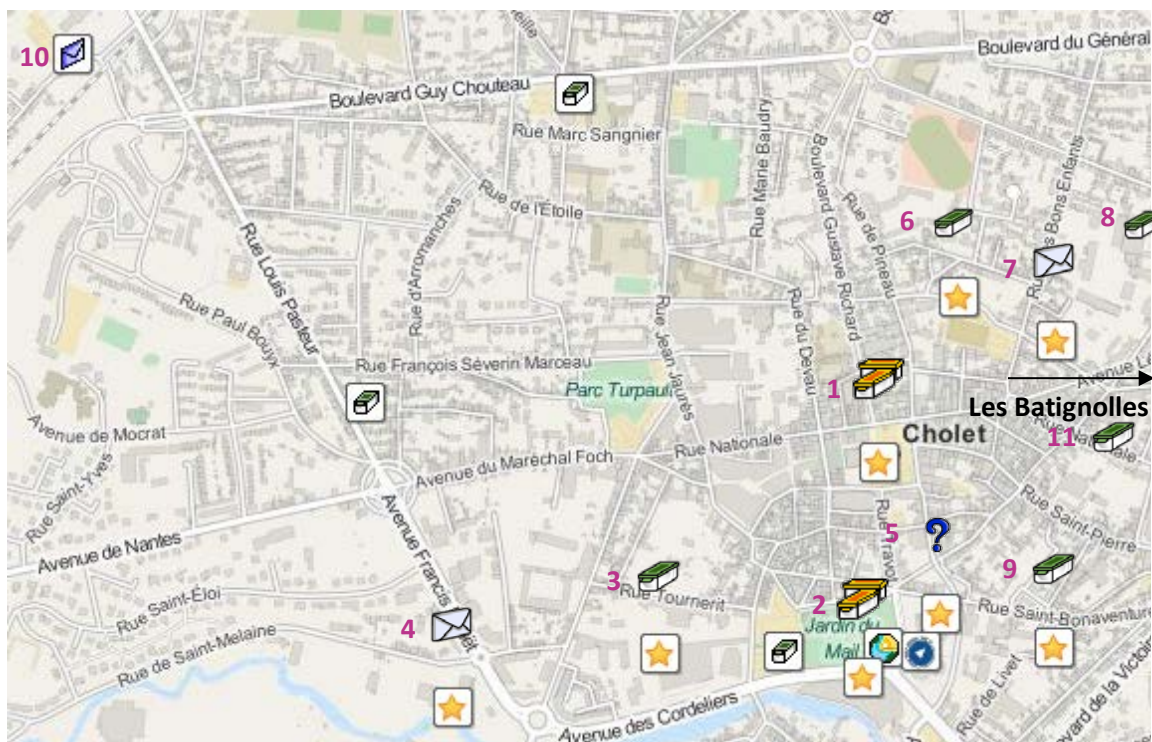 10
Boulevard Guy Chouteau
Boulevard du Général
Rue Marc Sangnier
Rue Marie Baudry
Boulevard Gustave Richard
Rue de Pineau
Bons Enfants
Rue de l'Étoile
Rue d'Arromanches
6
8
7
Rue Louis Pasteur
Rue Paul Bouyx
Rue Jean Jaurès
Rue du Devau
Rue François Séverin Marceau
Parc Turpault
1
Avenue Le
Les Batignolles
Avenue de Mocrat
Rue Nationale
Cholet
11
Rue Saint-Yves
Avenue du Maréchal Foch
Avenue de Nantes
Avenue Francis
Rue Saint-Pierre
5
?
Rue Travot
3
Rue Tournerit
9
2
Rue Saint-Éloi
4
Jardin du
Mail
Rue Saint-Bonaventure
Rue de Saint-Melaine
Rue de Livet
Avenue des Cordeliers